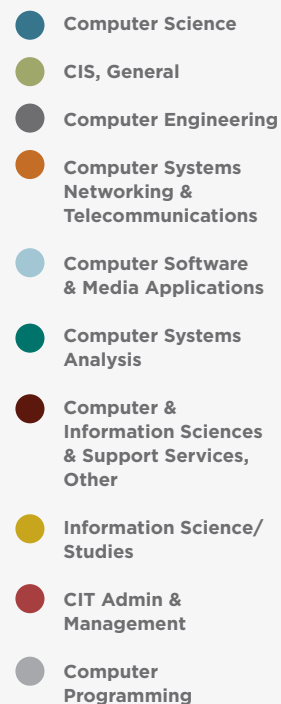 Computer Science
CIS, General
Computer Engineering
Computer Systems
Networking &
Telecommunications
Computer Software
& Media Applications
Computer Systems
Analysis
Computer &
Information Sciences
& Support Services,
Other
Information Science/
Studies
CIT Admin &
Management
Computer
Programming